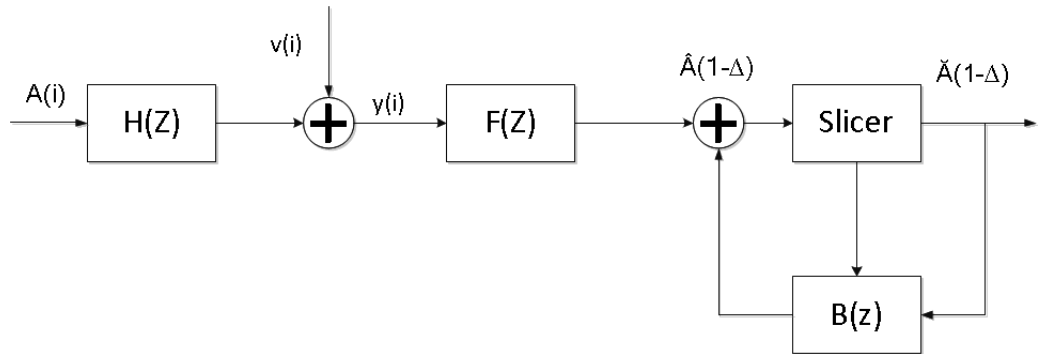 v(i)
A(i)
H(Z)
y(i)
F(Z)
Â(1-Δ)
Slicer
Ǎ(1-Δ)
B(z)